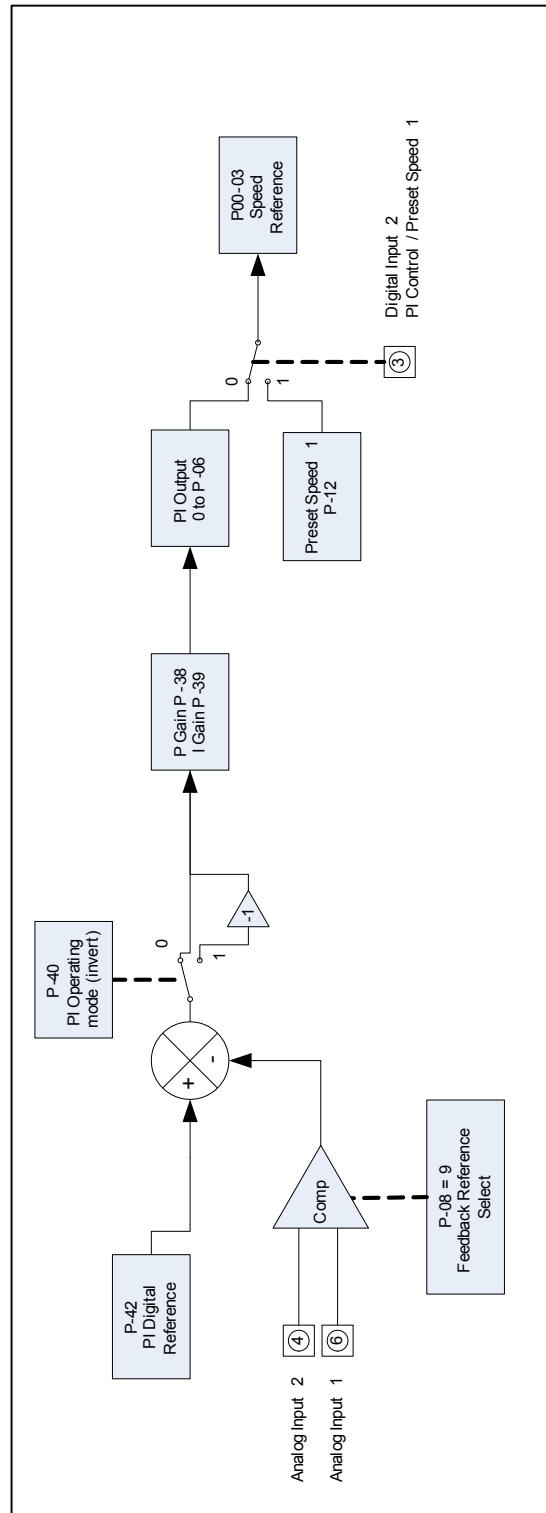 P-42
PI Digital
Reference
Analog Input 2
4
Analog Input 1
6
Comp
P-08 = 9
Feedback Reference
Select
+
-
P-40
PI Operating
mode (invert)
0
1
-1
P Gain P -38
I Gain P -39
PI Output
0 to P -06
Preset Speed 1
P-12
0
1
P00-03
Speed
Reference
3
Digital Input 2
PI Control / Preset Speed 1